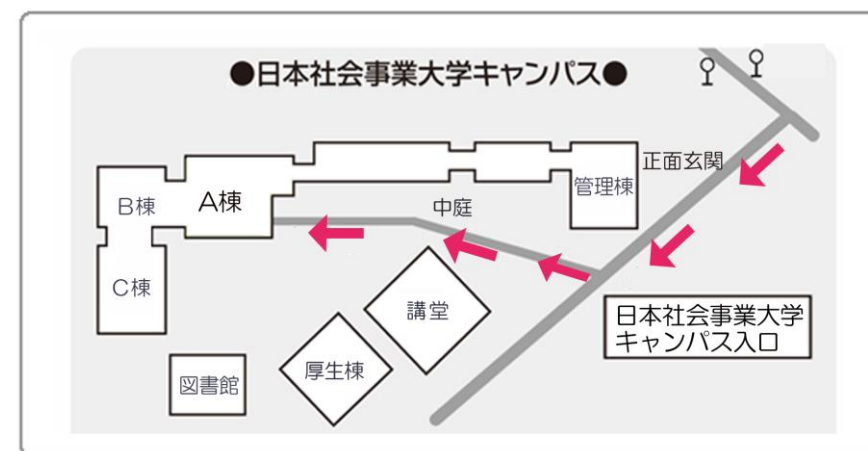 ●日本社会事業大学キャンパス●
正面玄関
管理棟
B棟
A棟
中庭
C棟
講堂
日本社会事業大学
キャンパス入口
厚生棟
図書館